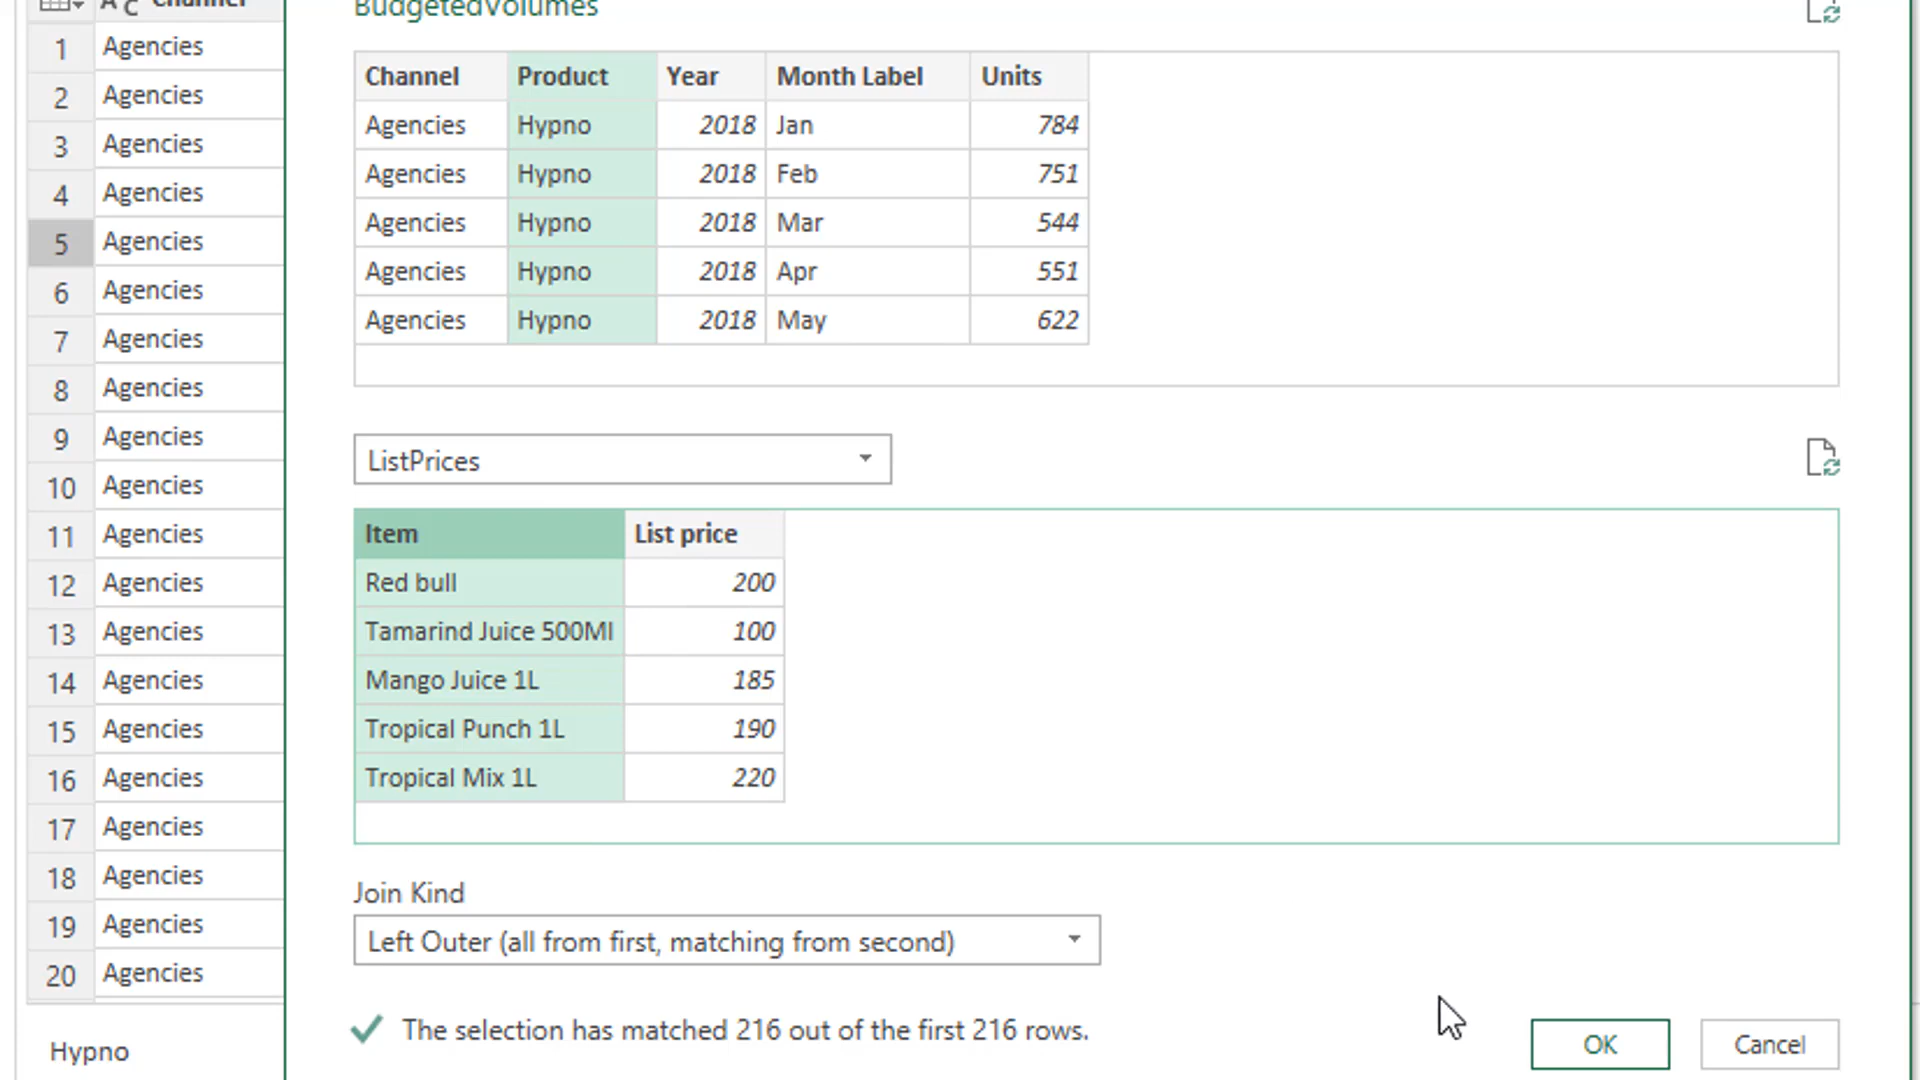 Channel
BudgetedVolumes
1 Agencies
2 Agencies
3 Agencies
4 Agencies
5 Agencies
6 Agencies
7 Agencies
8 Agencies
9 Agencies
10 Agencies
11 Agencies
12 Agencies
13 Agencies
14 Agencies
15 Agencies
16 Agencies
17 Agencies
18 Agencies
19 Agencies
20 Agencies
Hypno
Channel Product Year Month Label Units
Agencies Hypno 2018 Jan 784
Agencies Hypno 2018 Feb 751
Agencies Hypno 2018 Mar 544
Agencies Hypno 2018 Apr 551
Agencies Hypno 2018 May 622
ListPrices
Item List price
Red bull 200
Tamarind Juice 500Ml 100
Mango Juice 1L 185
Tropical Punch 1L 190
Tropical Mix 1L 220
Join Kind
Left Outer (all from first, matching from second)
The selection has matched 216 out of the first 216 rows.
OK Cancel